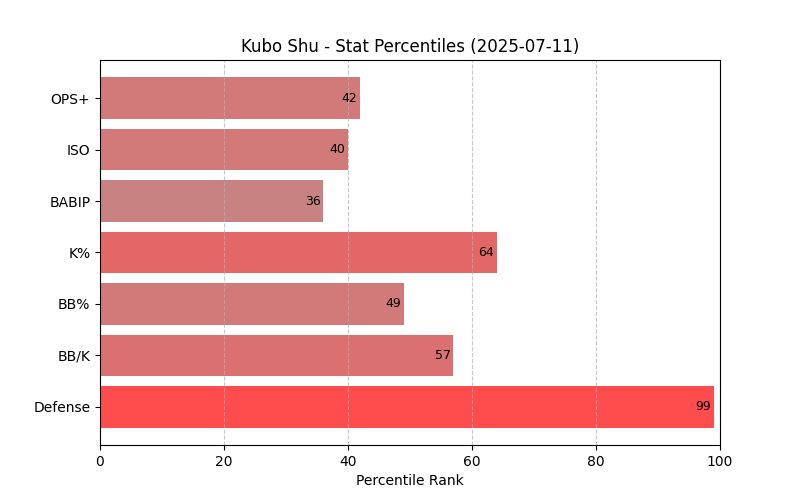 Kubo Shu - Stat Percentiles (2025-07-11)
OPS+ 42
ISO 40
BABIP 36
K% 64
BB% 49
BB/K 57
Defense 99
0 20 40 60 80 100
Percentile Rank